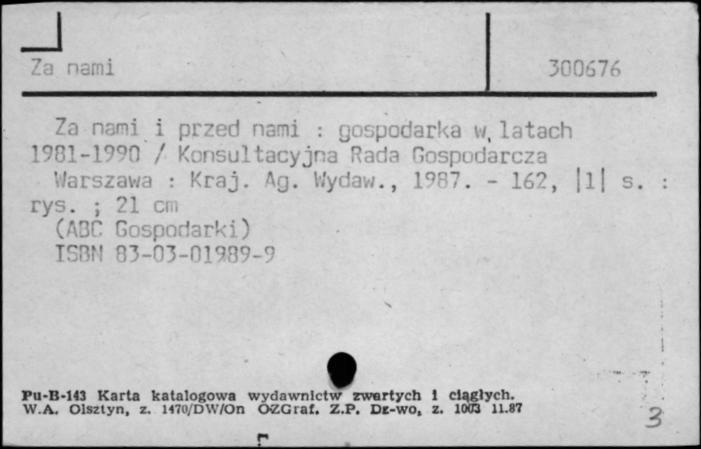 Za nami 300676
Za nami i przed nami : gospodarka w latach
1981-1990 / Konsultacyjna Rada Gospodarcza
Warszawa : Kraj. Ag. Wydaw., 1987. - 162, |1| s. :
rys. ; 21 cm
(ABC Gospodarki)
ISBN 83-03-01989-9
Pu-B-143 Karta katalogowa wydawnictw zwartych i ciągłych.
W.A. Olsztyn, z. 1470/DW/On OZGraf. Z.P. Dz-wo, z. 1003 11.87
3